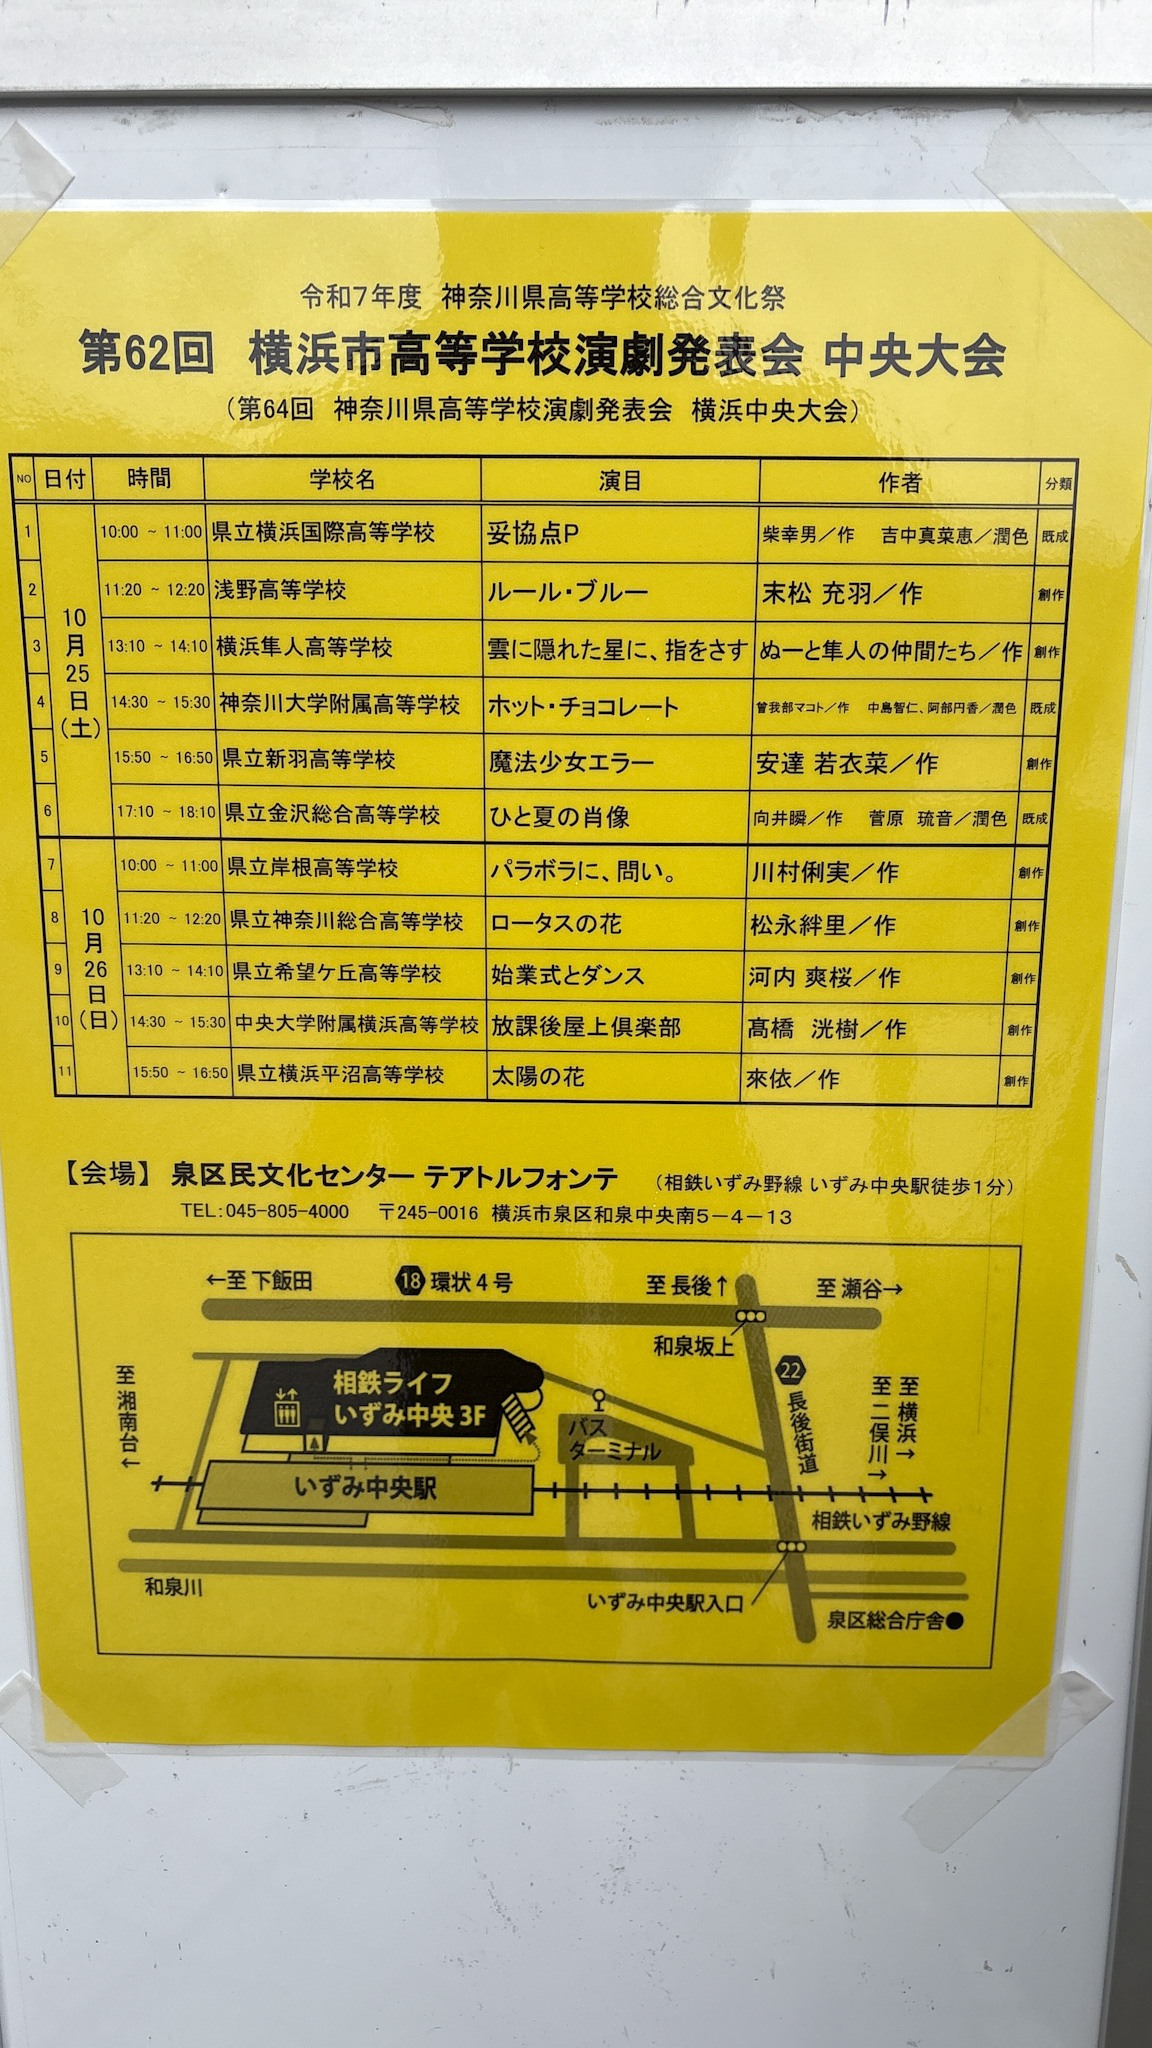 令和7年度 神奈川県高等学校総合文化祭
第62回 横浜市高等学校演劇発表会 中央大会
（第64回 神奈川県高等学校演劇発表会 横浜中央大会）
NO 日付 時間 学校名 演目 作者 分類
10月25日(土)
1 10:00 ~ 11:00 県立横浜国際高等学校 妥協点P 柴幸男／作 吉中真菜恵／潤色 既成
2 11:20 ~ 12:20 浅野高等学校 ルール・ブルー 末松 充羽／作 創作
3 13:10 ~ 14:10 横浜隼人高等学校 雲に隠れた星に、指をさす ぬーと隼人の仲間たち／作 創作
4 14:30 ~ 15:30 神奈川大学附属高等学校 ホット・チョコレート 曽我部マコト／作 中島智仁、阿部円香／潤色 既成
5 15:50 ~ 16:50 県立新羽高等学校 魔法少女エラー 安達 若衣菜／作 創作
6 17:10 ~ 18:10 県立金沢総合高等学校 ひと夏の肖像 向井瞬／作 菅原 琉音／潤色 既成
10月26日(日)
7 10:00 ~ 11:00 県立岸根高等学校 パラボラに、問い。 川村俐実／作 創作
8 11:20 ~ 12:20 県立神奈川総合高等学校 ロータスの花 松永絆里／作 創作
9 13:10 ~ 14:10 県立希望ケ丘高等学校 始業式とダンス 河内 爽桜／作 創作
10 14:30 ~ 15:30 中央大学附属横浜高等学校 放課後屋上倶楽部 髙橋 洸樹／作 創作
11 15:50 ~ 16:50 県立横浜平沼高等学校 太陽の花 來依／作 創作
【会場】 泉区民文化センター テアトルフォンテ （相鉄いずみ野線 いずみ中央駅徒歩1分）
TEL:045-805-4000 〒245-0016 横浜市泉区和泉中央南5－4－13
←至 下飯田 18 環状4号 至 長後↑ 至 瀬谷→
和泉坂上
至 湘南台←
相鉄ライフ
いずみ中央 3F
22 長後街道
至 二俣川→
至 横浜→
バス
ターミナル
いずみ中央駅
相鉄いずみ野線
和泉川
いずみ中央駅入口
泉区総合庁舎●